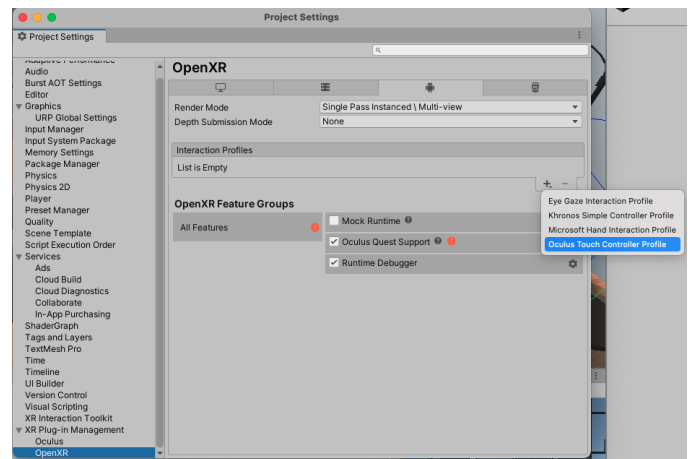 Project Settings
Project Settings
Adaptive Performance
Audio
Burst AOT Settings
Editor
Graphics
URP Global Settings
Input Manager
Input System Package
Memory Settings
Package Manager
Physics
Physics 2D
Player
Preset Manager
Quality
Scene Template
Script Execution Order
Services
Ads
Cloud Build
Cloud Diagnostics
Collaborate
In-App Purchasing
ShaderGraph
Tags and Layers
TextMesh Pro
Time
Timeline
UI Builder
Version Control
Visual Scripting
XR Interaction Toolkit
XR Plug-in Management
Oculus
OpenXR
OpenXR
Render Mode
Single Pass Instanced \ Multi-view
Depth Submission Mode
None
Interaction Profiles
List is Empty
OpenXR Feature Groups
All Features
Mock Runtime
Oculus Quest Support
Runtime Debugger
Eye Gaze Interaction Profile
Khronos Simple Controller Profile
Microsoft Hand Interaction Profile
Oculus Touch Controller Profile